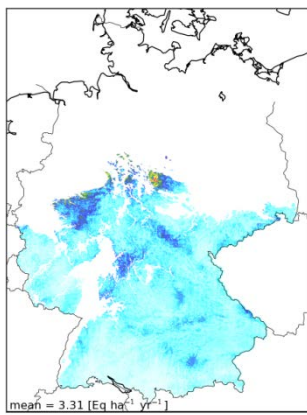 mean = 3.31 [Eq ha⁻¹ yr⁻¹]